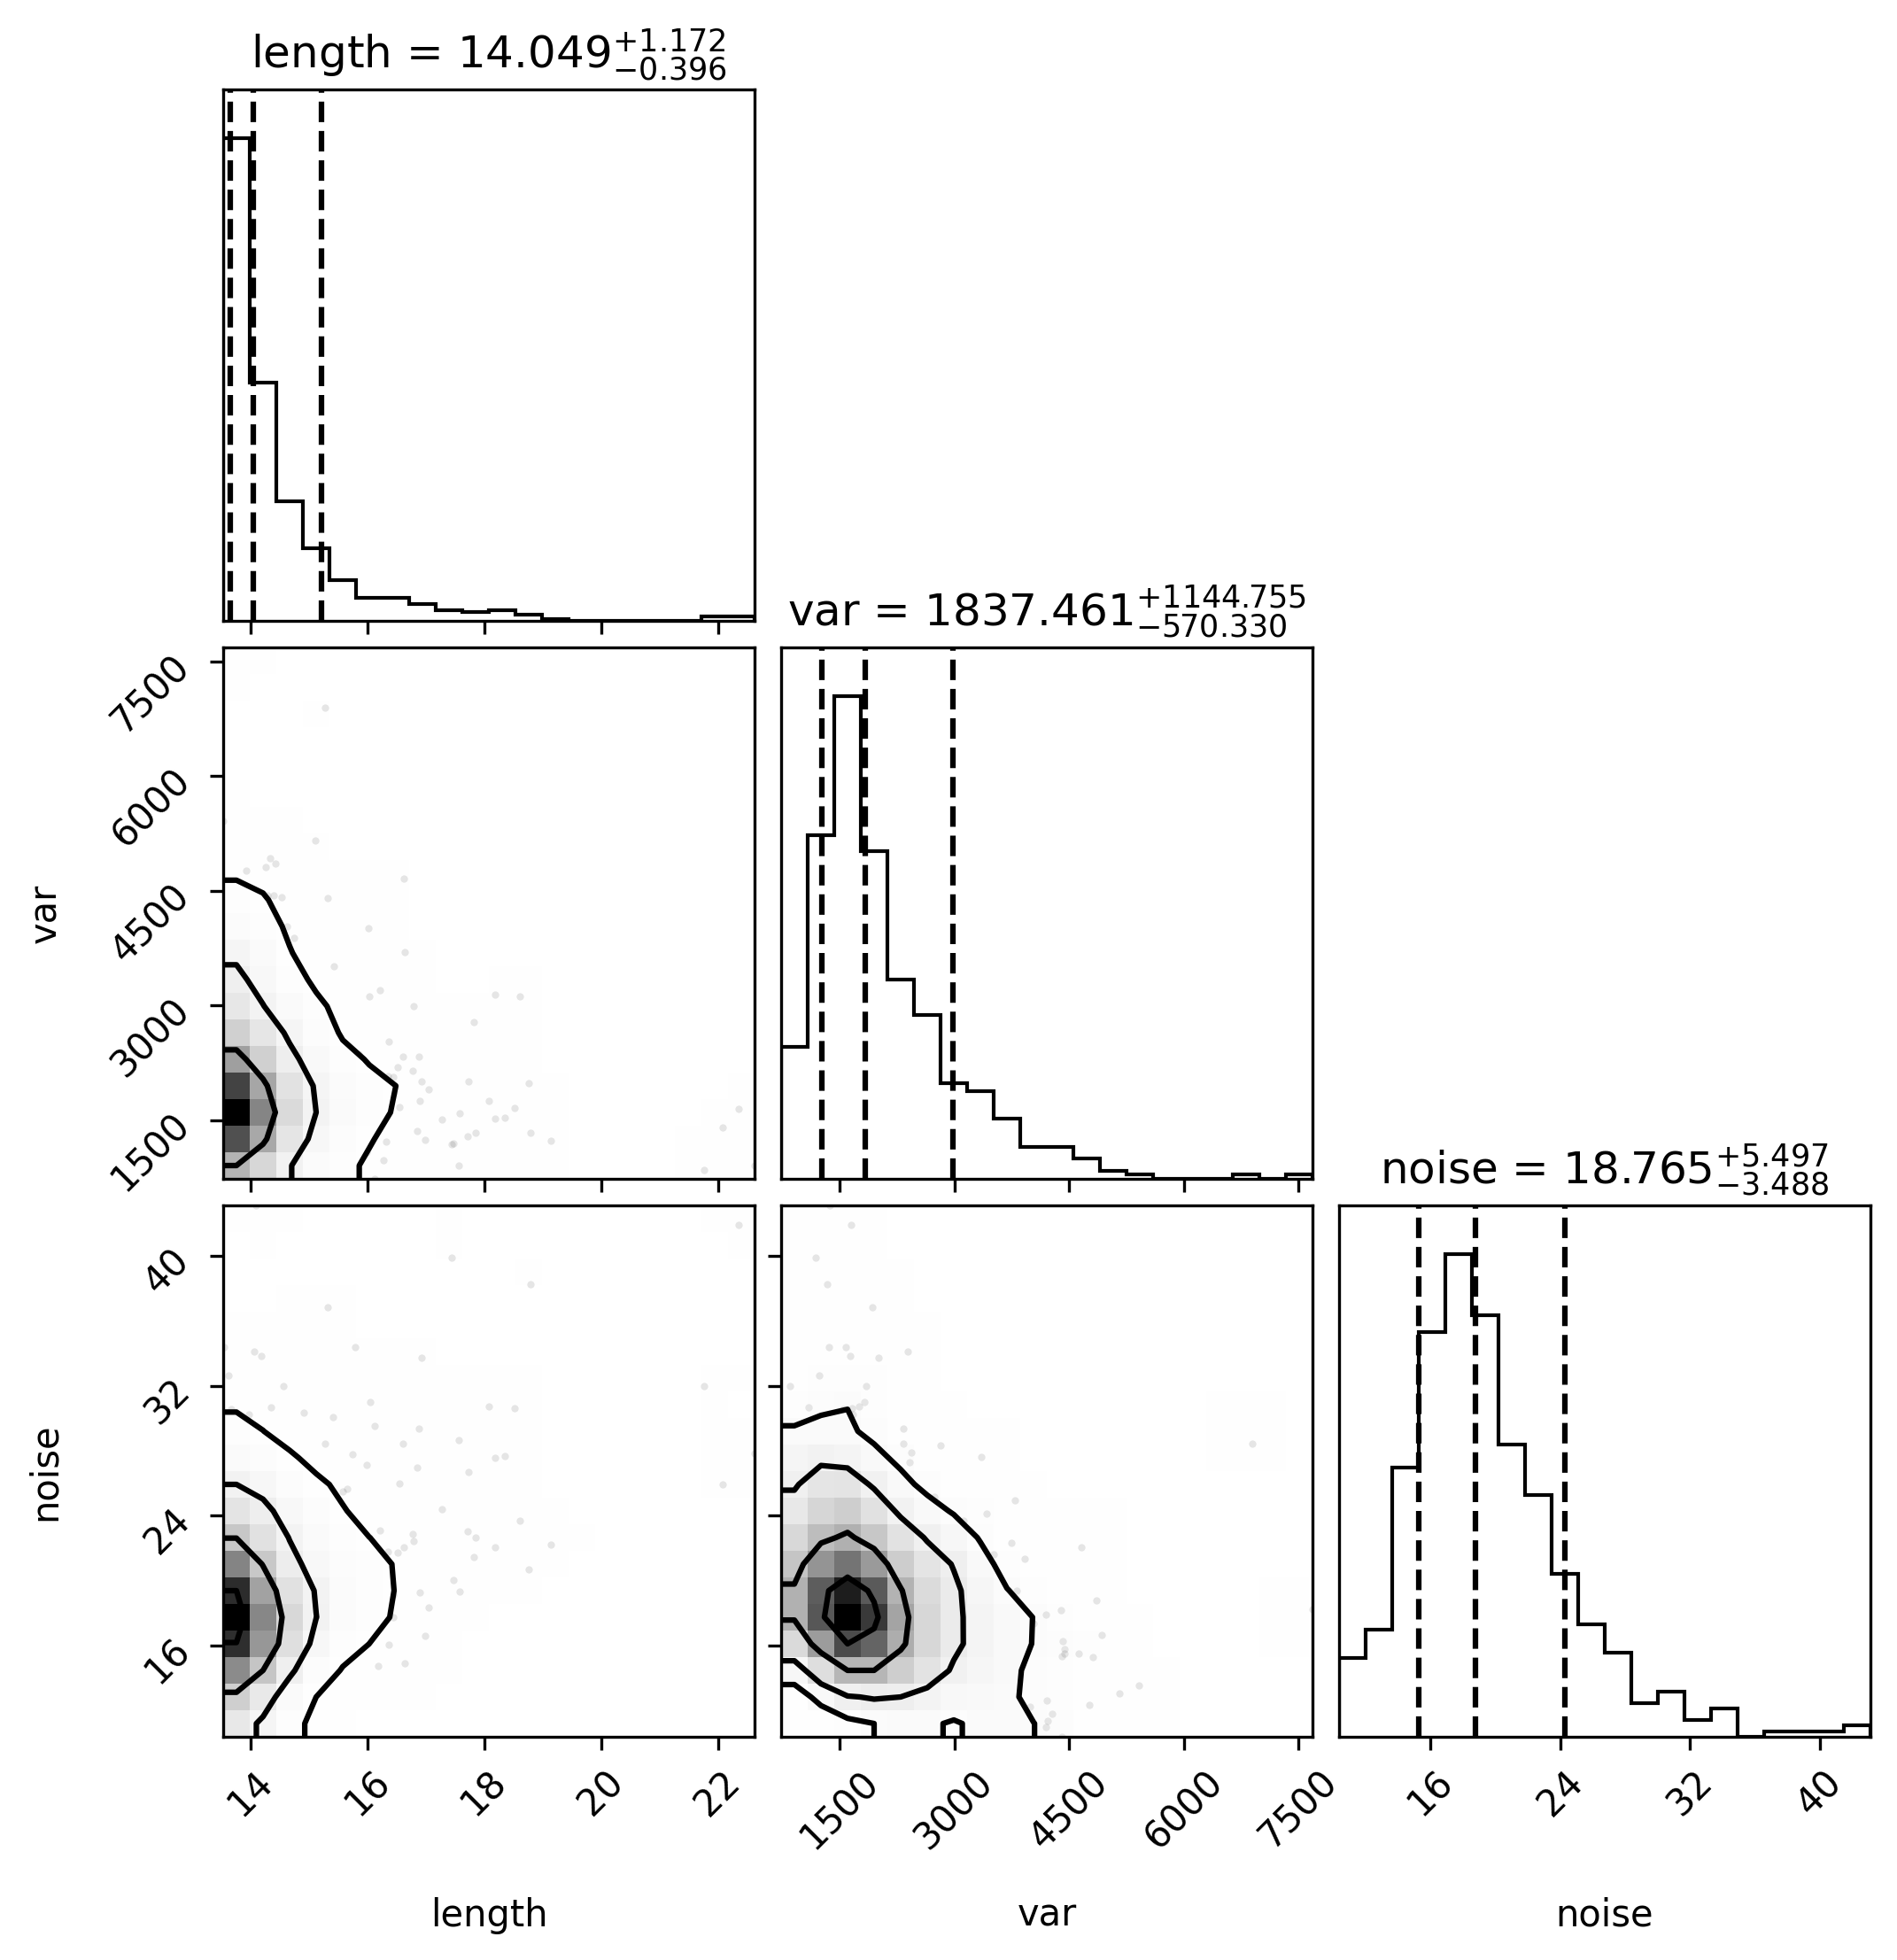 length = 14.049+1.172 −0.396
var = 1837.461+1144.755 −570.330
7500
6000
4500
3000
1500
var
noise = 18.765+5.497 −3.488
40
32
24
16
noise
14 16 18 20 22
1500 3000 4500 6000 7500
16 24 32 40
length var noise